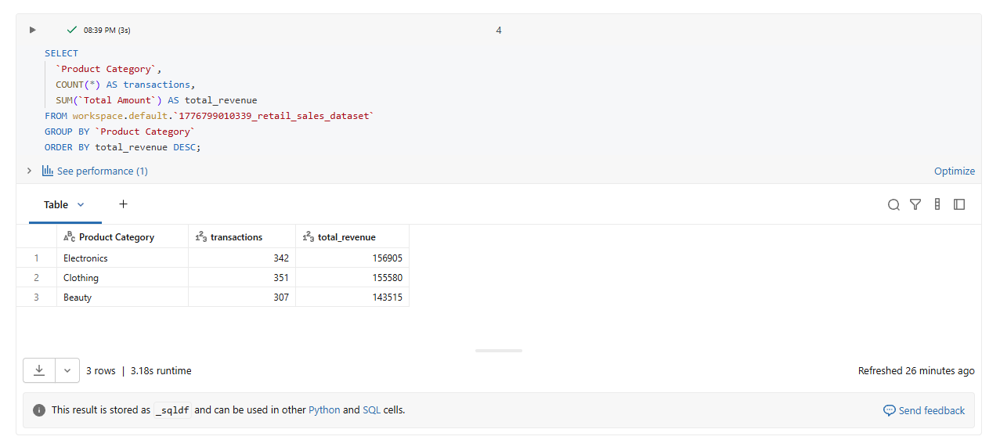 08:39 PM (3s)
4
SELECT
`Product Category`,
COUNT(*) AS transactions,
SUM(`Total Amount`) AS total_revenue
FROM workspace.default.`1776799010339_retail_sales_dataset`
GROUP BY `Product Category`
ORDER BY total_revenue DESC;
See performance (1)
Optimize
Table
+
Product Category transactions total_revenue
1 Electronics 342 156905
2 Clothing 351 155580
3 Beauty 307 143515
3 rows | 3.18s runtime
Refreshed 26 minutes ago
This result is stored as _sqldf and can be used in other Python and SQL cells.
Send feedback